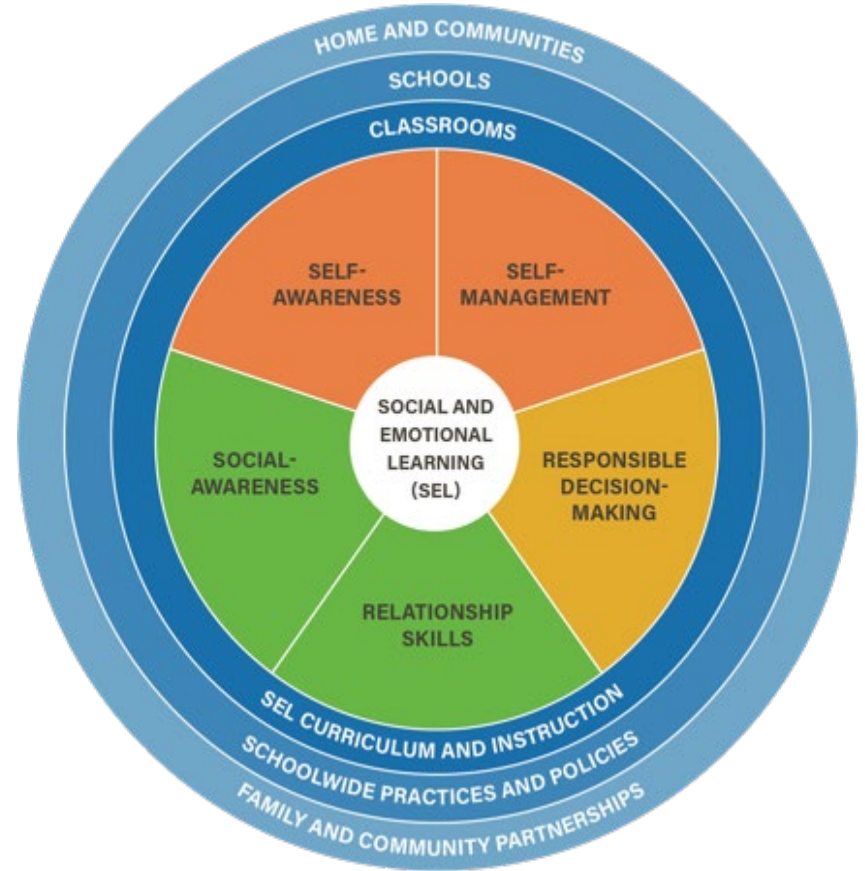 HOME AND COMMUNITIES
SCHOOLS
CLASSROOMS
SELF-
AWARENESS
SELF-
MANAGEMENT
SOCIAL AND
EMOTIONAL
LEARNING
(SEL)
SOCIAL-
AWARENESS
RESPONSIBLE
DECISION-
MAKING
RELATIONSHIP
SKILLS
SEL CURRICULUM AND INSTRUCTION
SCHOOLWIDE PRACTICES AND POLICIES
FAMILY AND COMMUNITY PARTNERSHIPS